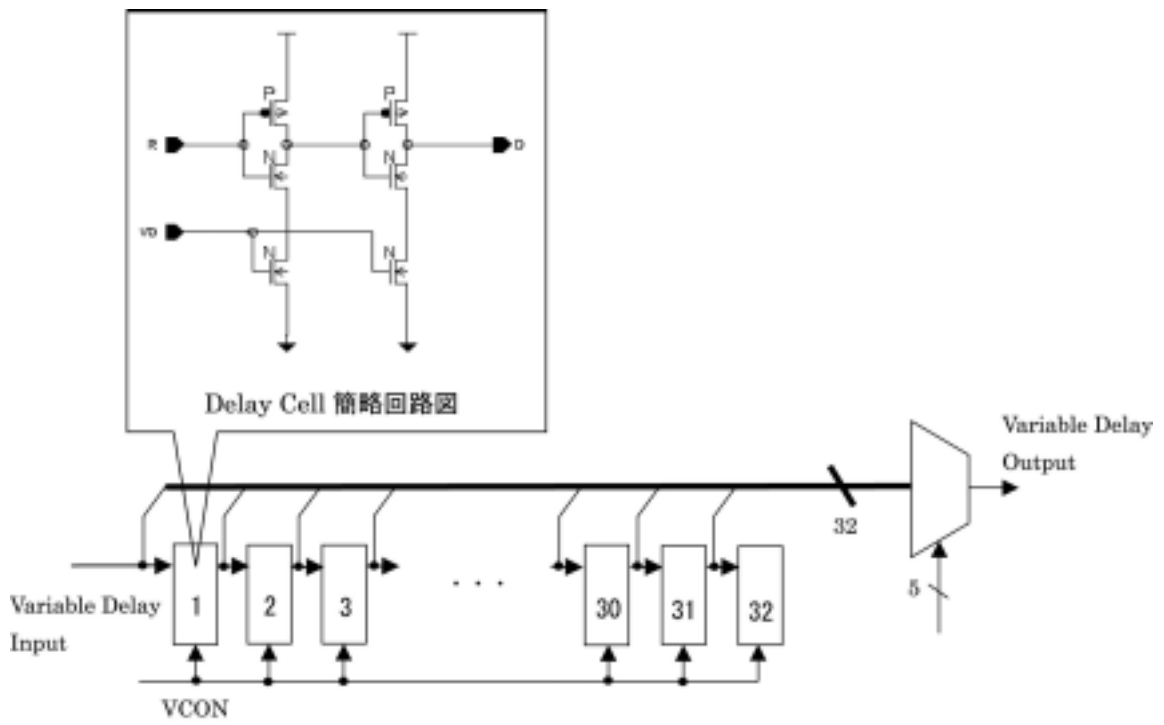 P
P
R
N
N
D
VD
N
N
Delay Cell 簡略回路図
Variable Delay
Output
32
5
1
2
3
. . .
30
31
32
Variable Delay
Input
VCON